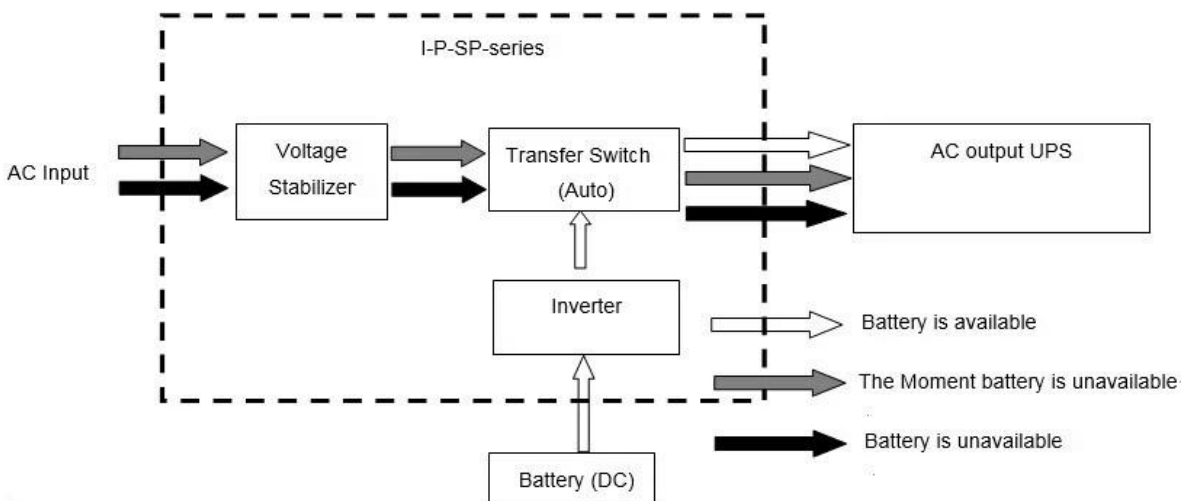 I-P-SP-series
AC Input
Voltage
Stabilizer
Transfer Switch
(Auto)
AC output UPS
Inverter
Battery (DC)
Battery is available
The Moment battery is unavailable
Battery is unavailable